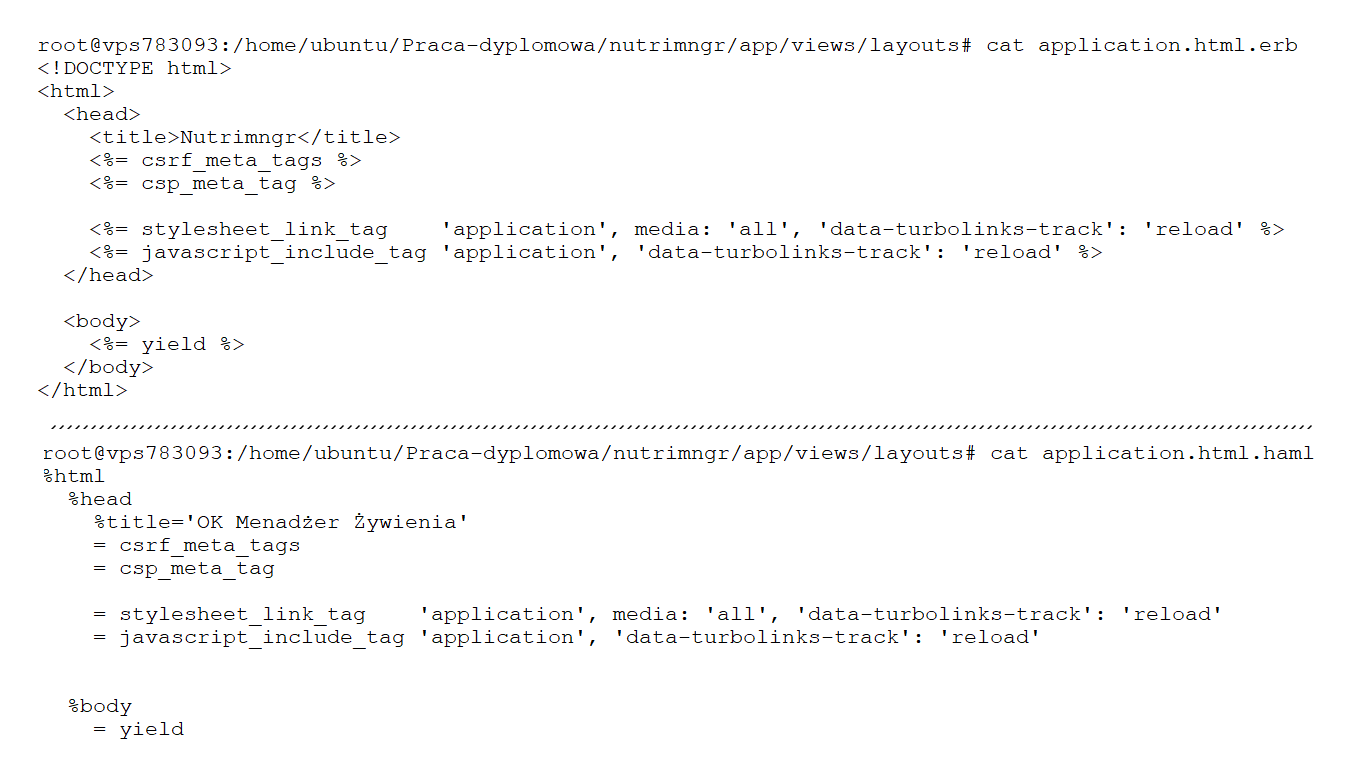 root@vps783093:/home/ubuntu/Praca-dyplomowa/nutrimngr/app/views/layouts# cat application.html.erb
<!DOCTYPE html>
<html>
  <head>
    <title>Nutrimngr</title>
    <%= csrf_meta_tags %>
    <%= csp_meta_tag %>

    <%= stylesheet_link_tag    'application', media: 'all', 'data-turbolinks-track': 'reload' %>
    <%= javascript_include_tag 'application', 'data-turbolinks-track': 'reload' %>
  </head>

  <body>
    <%= yield %>
  </body>
</html>
root@vps783093:/home/ubuntu/Praca-dyplomowa/nutrimngr/app/views/layouts# cat application.html.haml
%html
  %head
    %title='OK Menadżer Żywienia'
    = csrf_meta_tags
    = csp_meta_tag

    = stylesheet_link_tag    'application', media: 'all', 'data-turbolinks-track': 'reload'
    = javascript_include_tag 'application', 'data-turbolinks-track': 'reload'


  %body
    = yield